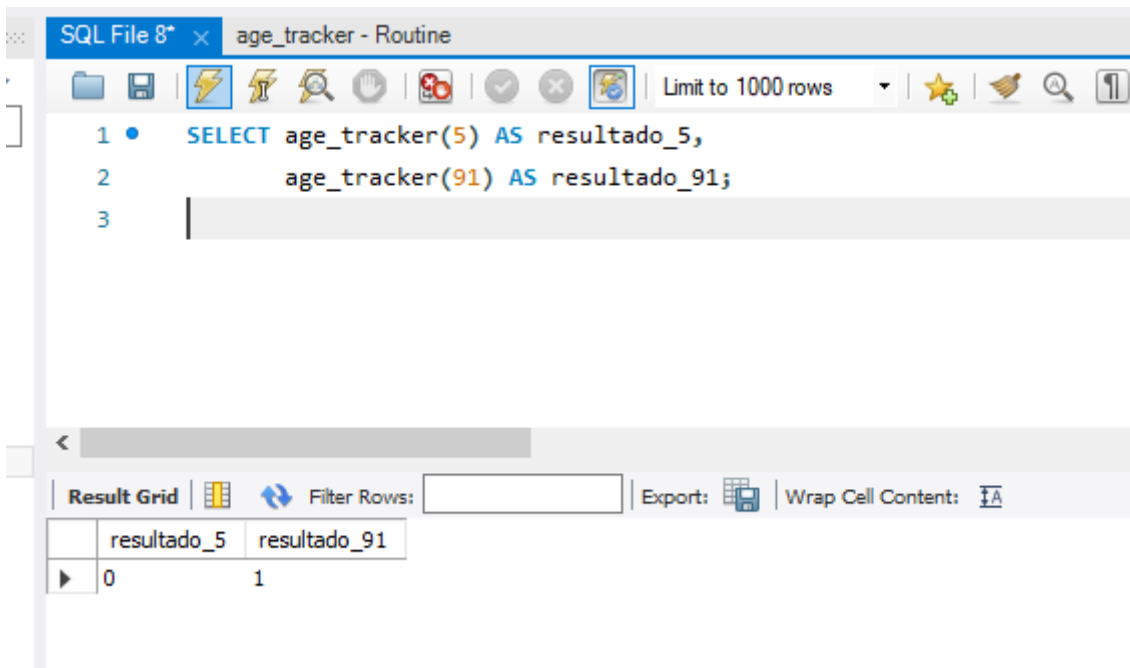 SQL File 8* × age_tracker - Routine
Limit to 1000 rows
1 SELECT age_tracker(5) AS resultado_5,
2 age_tracker(91) AS resultado_91;
3
Result Grid Filter Rows: Export: Wrap Cell Content: IA
resultado_5 resultado_91
0 1